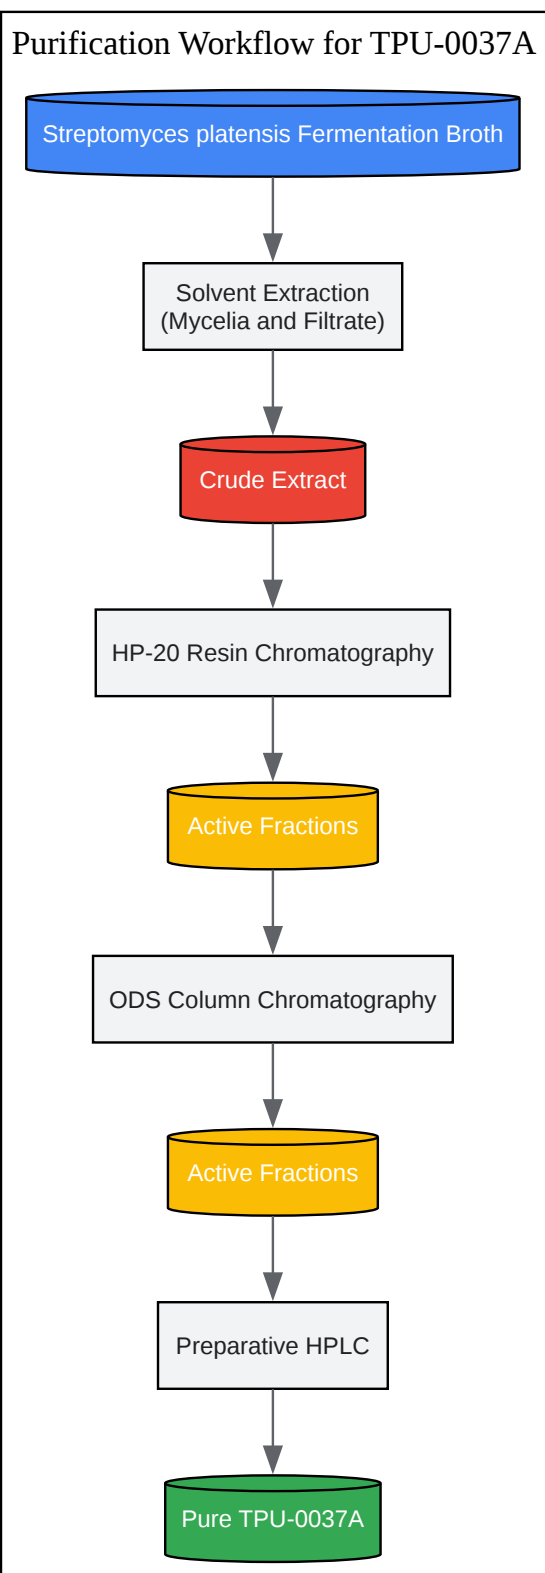 Purification Workflow for TPU-0037A
Streptomyces platensis Fermentation Broth
Solvent Extraction
(Mycelia and Filtrate)
Crude Extract
HP-20 Resin Chromatography
Active Fractions
ODS Column Chromatography
Active Fractions
Preparative HPLC
Pure TPU-0037A